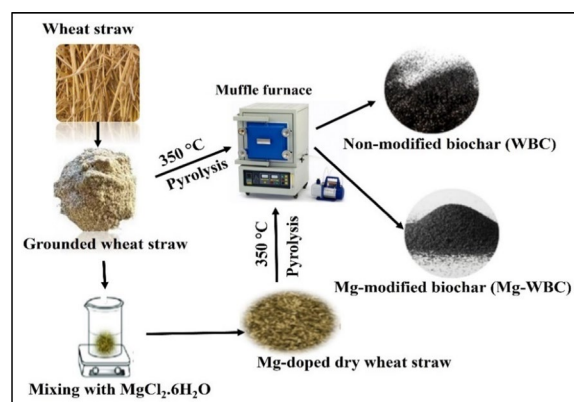 Wheat straw
Muffle furnace
350 °C
Pyrolysis
Non-modified biochar (WBC)
Grounded wheat straw
350 °C
Pyrolysis
Mg-modified biochar (Mg-WBC)
Mg-doped dry wheat straw
Mixing with MgCl₂.6H₂O